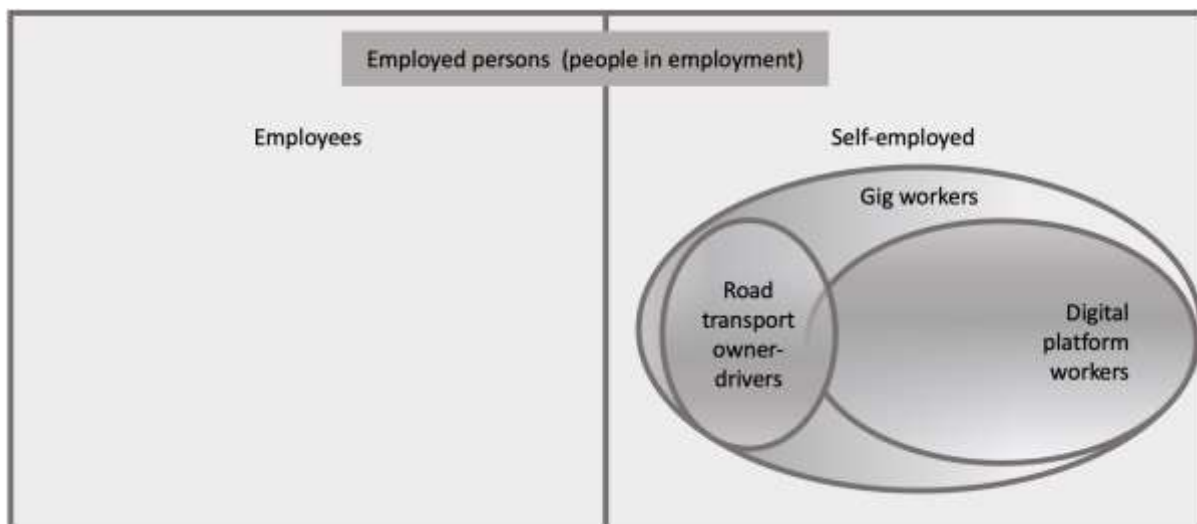 Employed persons (people in employment)
Employees
Self-employed
Gig workers
Road
transport
owner-
drivers
Digital
platform
workers